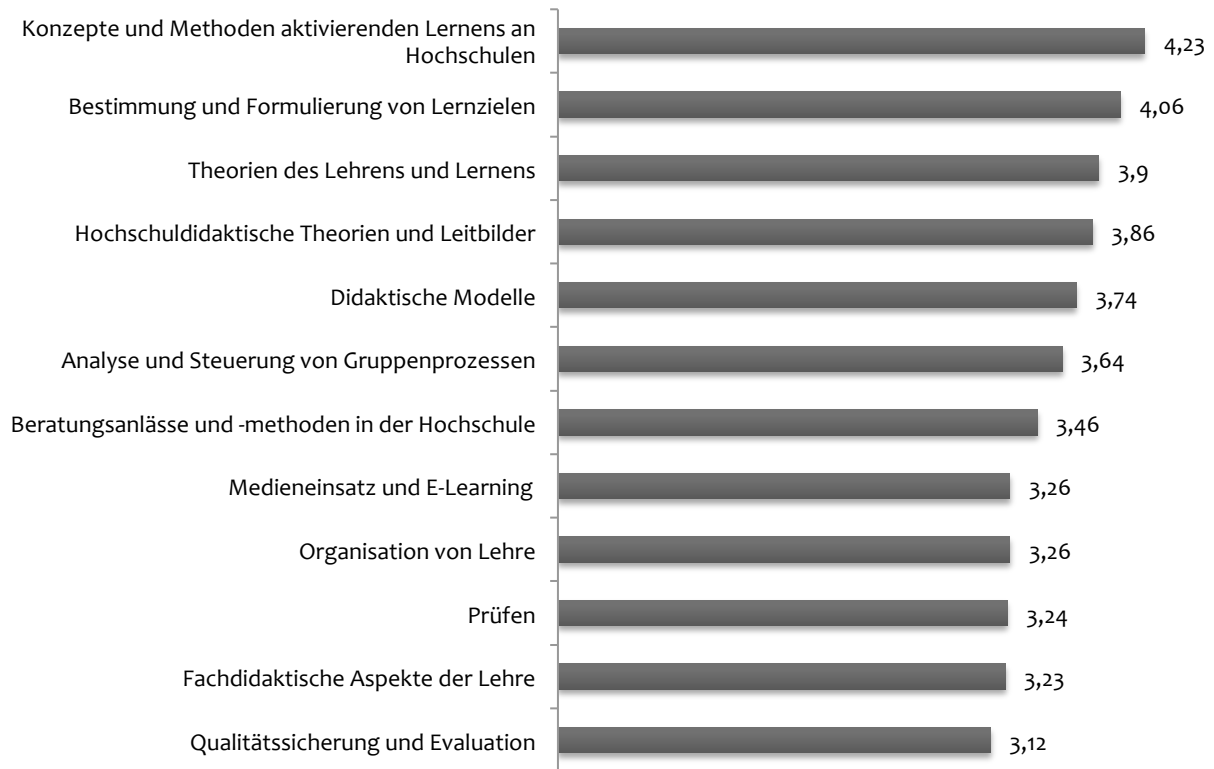 Konzepte und Methoden aktivierenden Lernens an
Hochschulen
4,23
Bestimmung und Formulierung von Lernzielen
4,06
Theorien des Lehrens und Lernens
3,9
Hochschuldidaktische Theorien und Leitbilder
3,86
Didaktische Modelle
3,74
Analyse und Steuerung von Gruppenprozessen
3,64
Beratungsanlässe und -methoden in der Hochschule
3,46
Medieneinsatz und E-Learning
3,26
Organisation von Lehre
3,26
Prüfen
3,24
Fachdidaktische Aspekte der Lehre
3,23
Qualitätssicherung und Evaluation
3,12